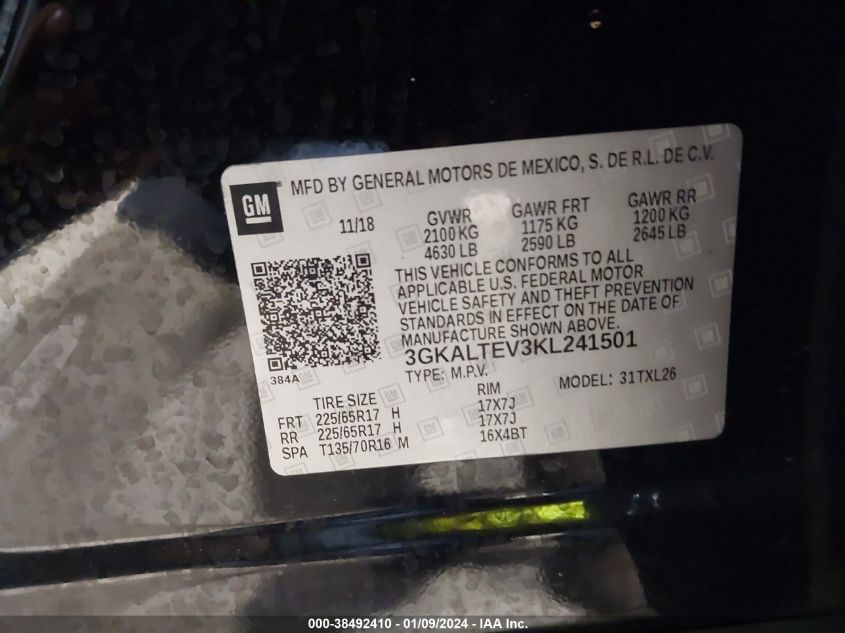 GM
MFD BY GENERAL MOTORS DE MEXICO, S. DE R.L. DE C.V.
11/18 GVWR GAWR FRT GAWR RR
2100 KG 1175 KG 1200 KG
4630 LB 2590 LB 2645 LB
THIS VEHICLE CONFORMS TO ALL
APPLICABLE U.S. FEDERAL MOTOR
VEHICLE SAFETY AND THEFT PREVENTION
STANDARDS IN EFFECT ON THE DATE OF
MANUFACTURE SHOWN ABOVE.
3GKALTEV3KL241501
384A
TYPE: M.P.V. MODEL: 31TXL26
TIRE SIZE RIM
FRT 225/65R17 H 17X7J
RR 225/65R17 H 17X7J
SPA T135/70R16 M 16X4BT
000-38492410 - 01/09/2024 - IAA Inc.